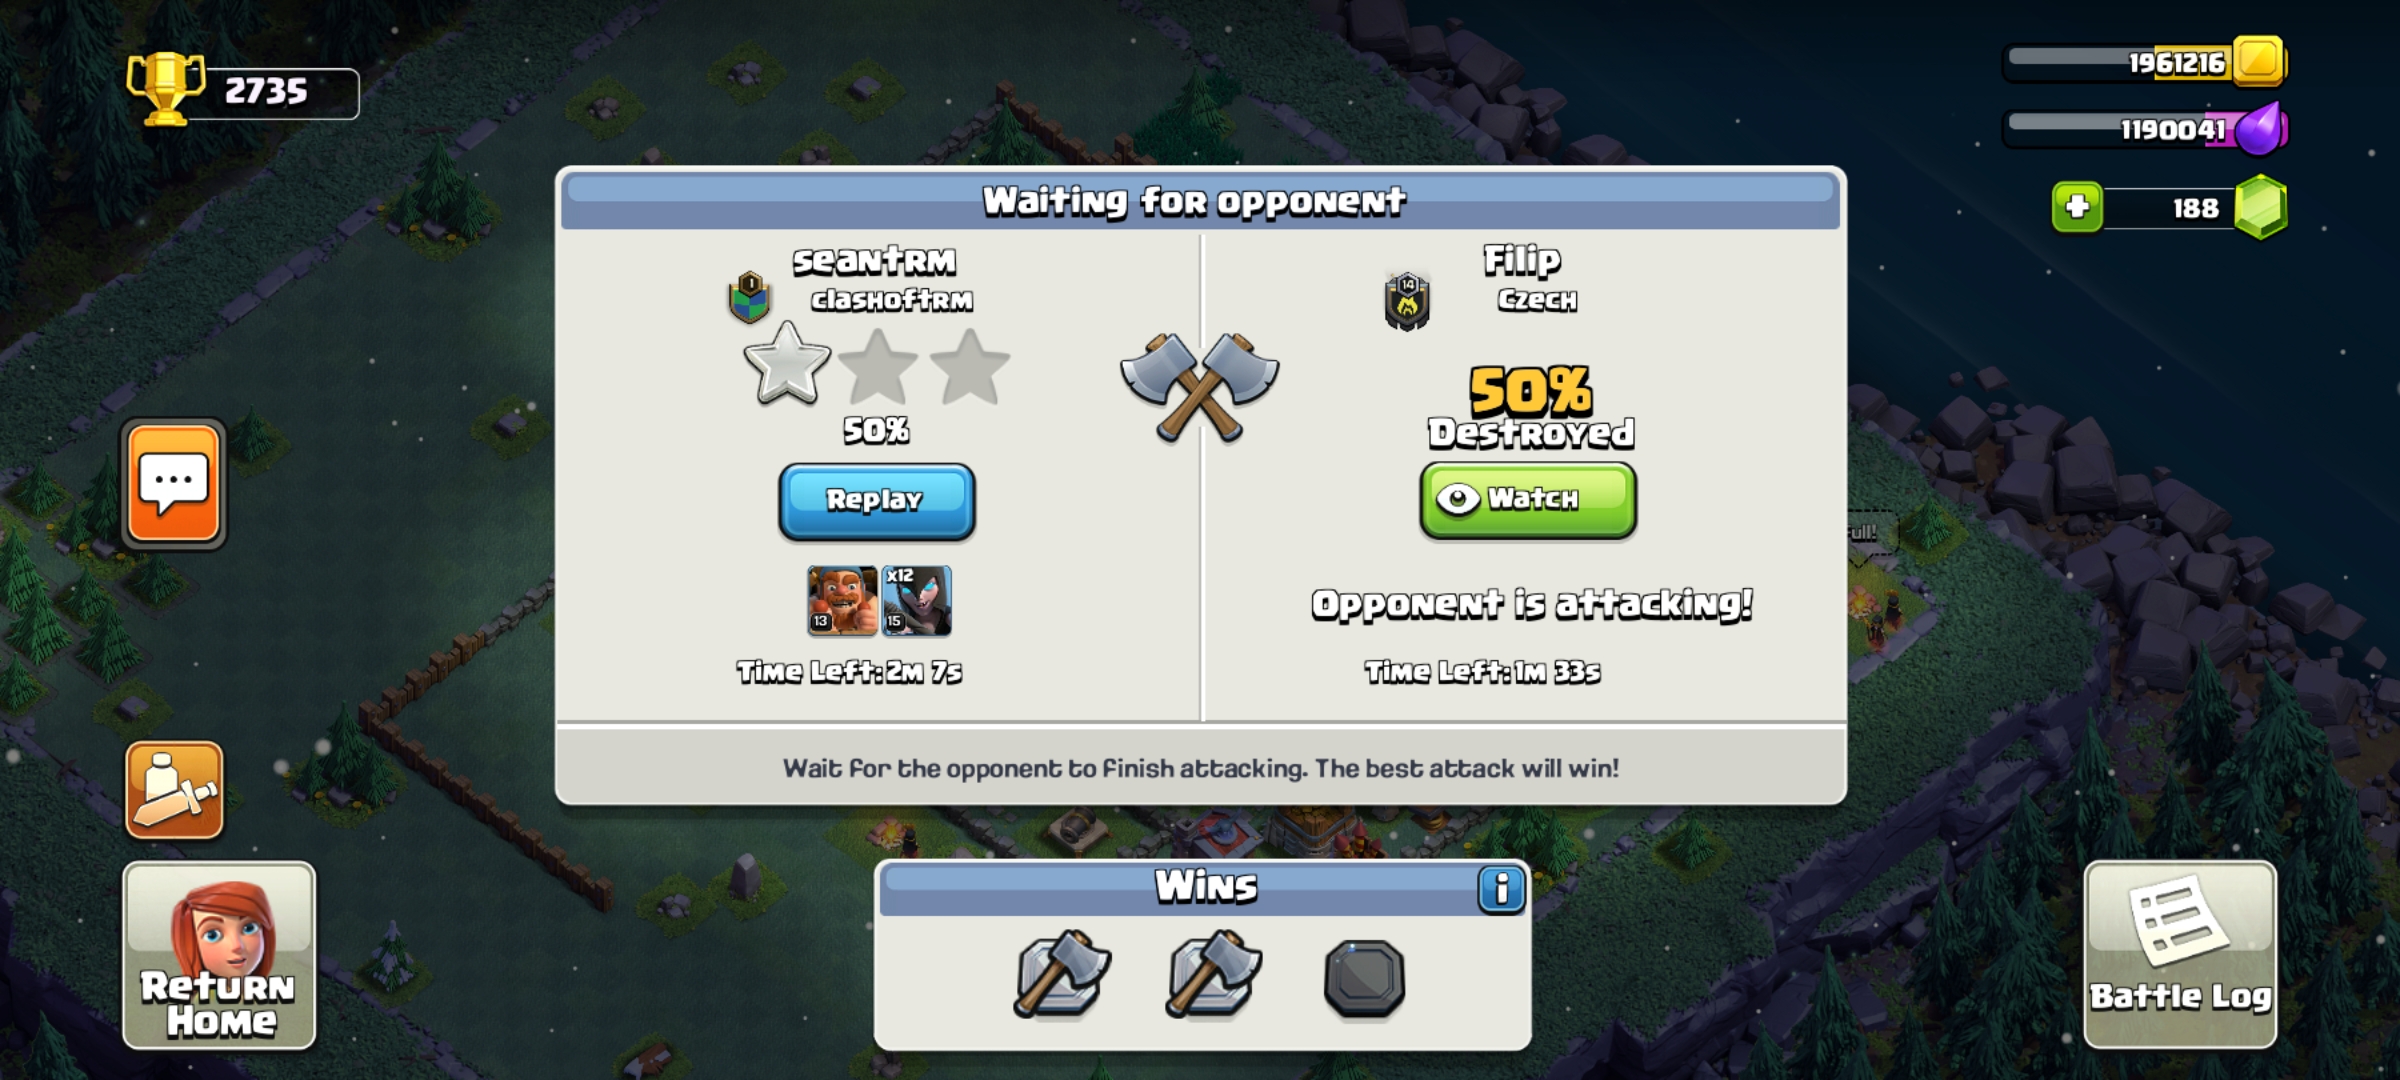 2735
1961216
1190041
188
Waiting for opponent
seantrm
1
clashoftrm
50%
Replay
x12
13
15
Time Left:2m 7s
Filip
14
Czech
50%
Destroyed
Watch
Opponent is attacking!
Time Left:1m 33s
Wait for the opponent to finish attacking. The best attack will win!
Wins
i
Return
Home
Battle Log